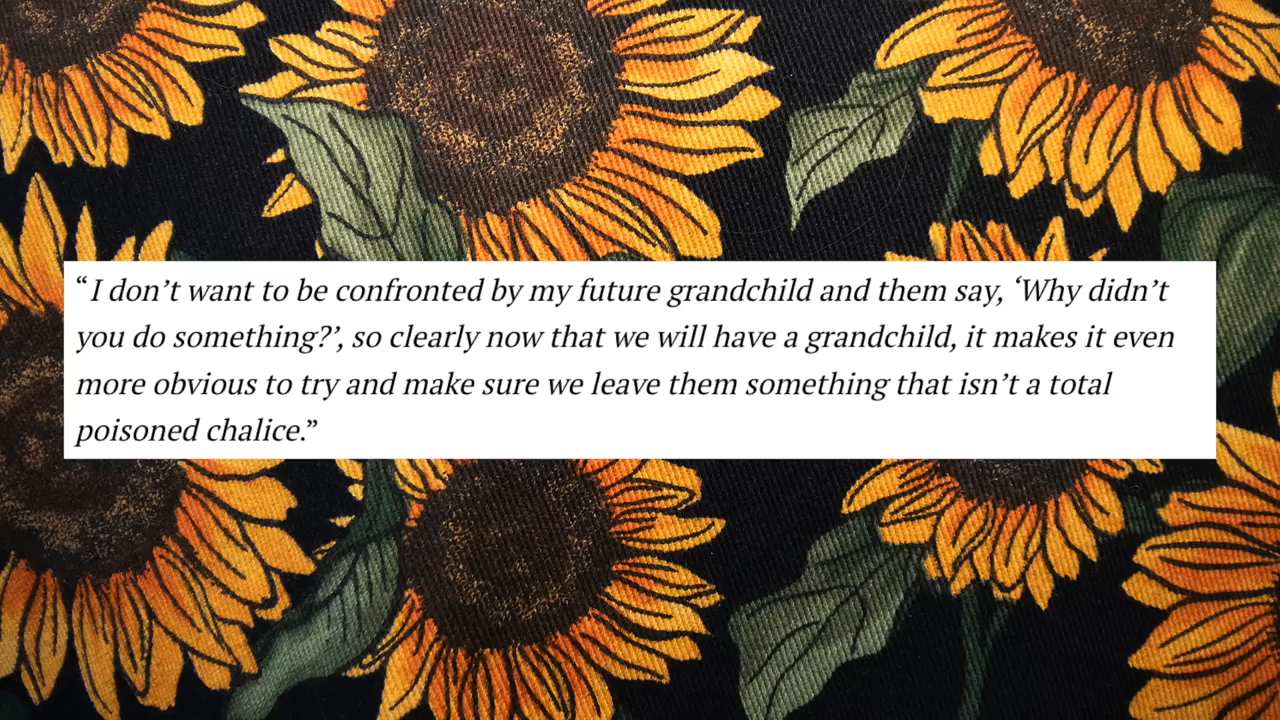 “I don’t want to be confronted by my future grandchild and them say, ‘Why didn’t
you do something?’, so clearly now that we will have a grandchild, it makes it even
more obvious to try and make sure we leave them something that isn’t a total
poisoned chalice.”